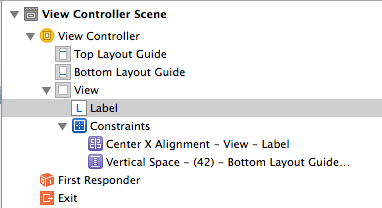 View Controller Scene
View Controller
Top Layout Guide
Bottom Layout Guide
View
L Label
Constraints
Center X Alignment - View - Label
Vertical Space - (42) - Bottom Layout Guide...
First Responder
Exit